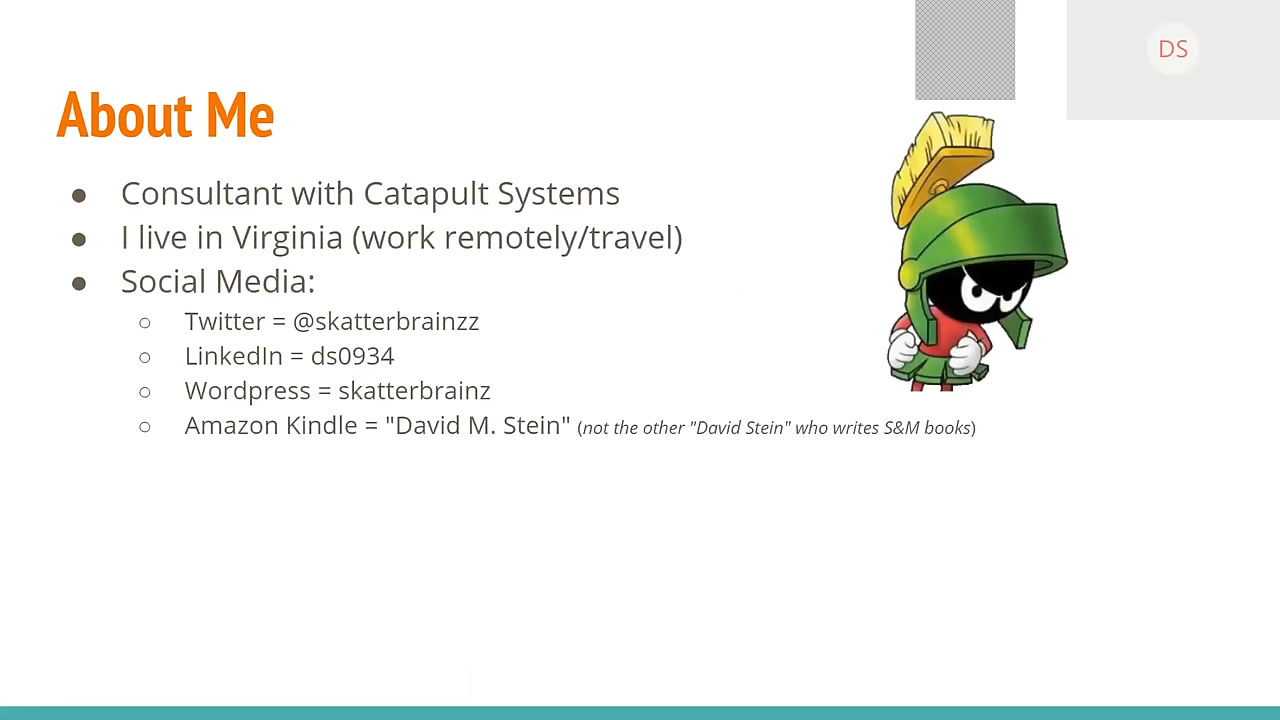 DS
About Me
● Consultant with Catapult Systems
● I live in Virginia (work remotely/travel)
● Social Media:
○ Twitter = @skatterbrainzz
○ LinkedIn = ds0934
○ Wordpress = skatterbrainz
○ Amazon Kindle = "David M. Stein" (not the other "David Stein" who writes S&M books)